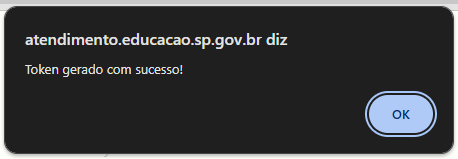 atendimento.educacao.sp.gov.br diz
Token gerado com sucesso!
OK